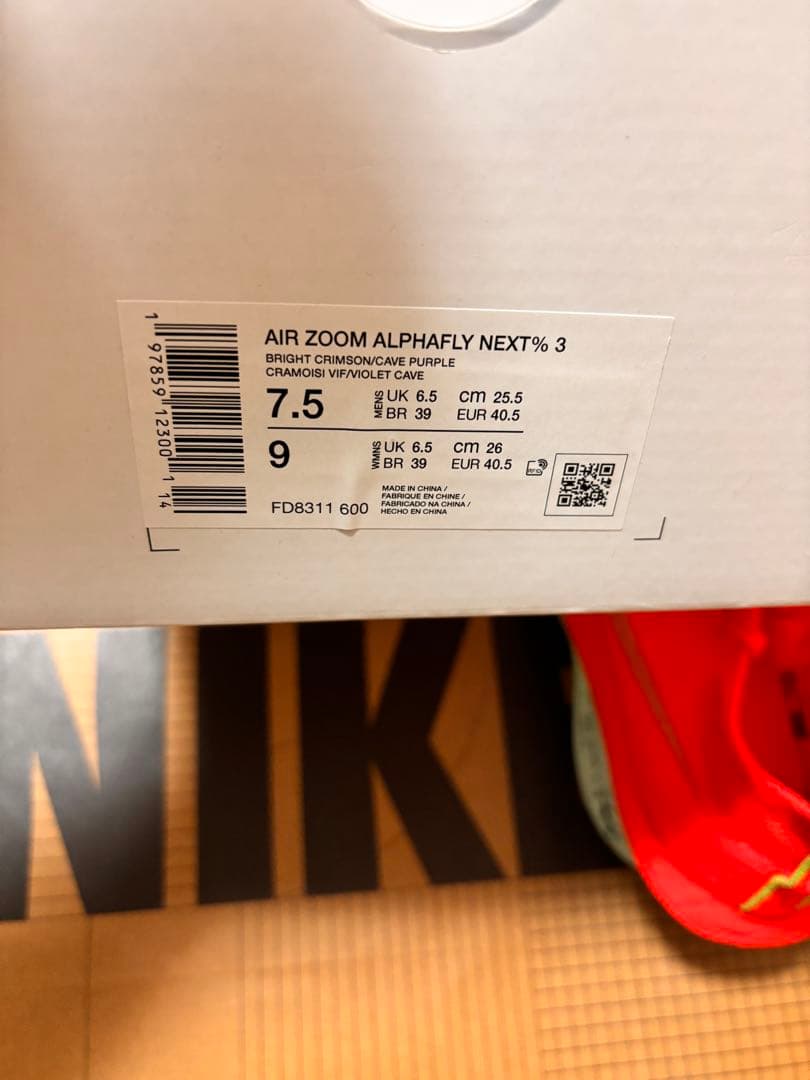 AIR ZOOM ALPHAFLY NEXT% 3
BRIGHT CRIMSON/CAVE PURPLE
CRAMOISI VIF/VIOLET CAVE
7.5 MENS UK 6.5 cm 25.5
BR 39 EUR 40.5
9 WMNS UK 6.5 cm 26
BR 39 EUR 40.5
RFID
FD8311 600
MADE IN CHINA /
FABRIQUE EN CHINE /
FABRICADO NA CHINA /
HECHO EN CHINA
1 97859 12300 1 14
NIKE